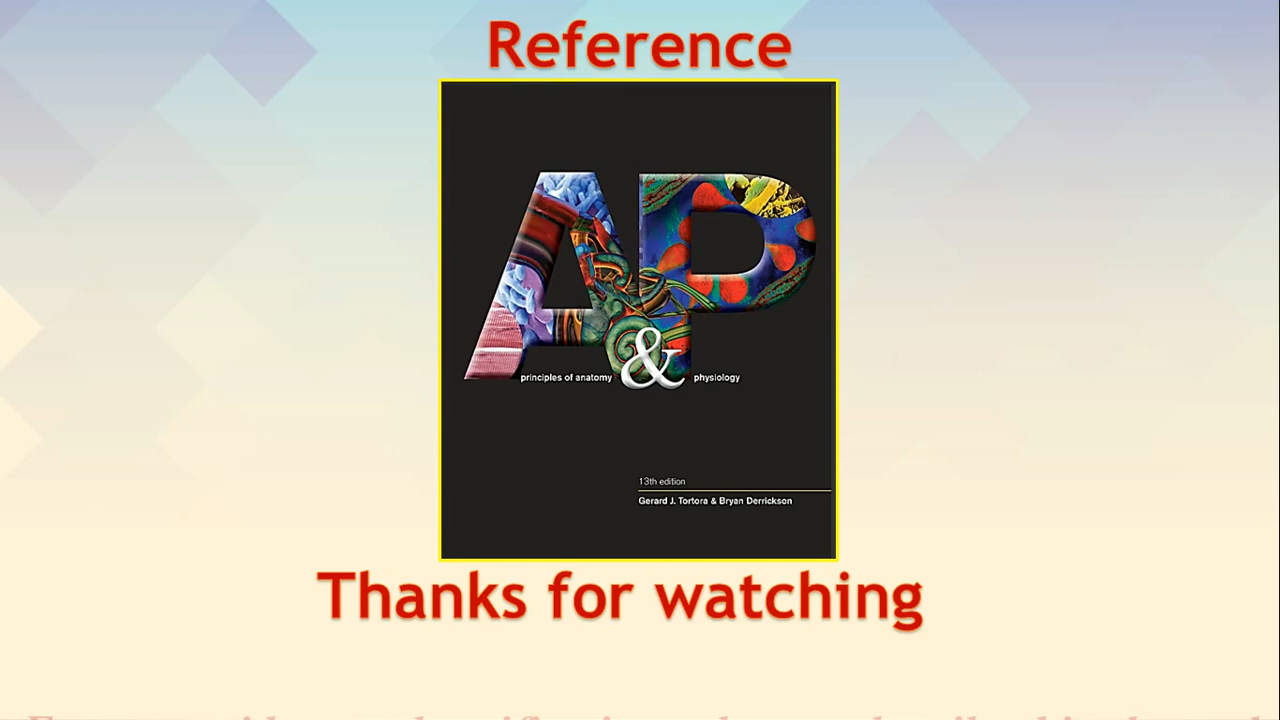 Reference
A&P
principles of anatomy & physiology
13th edition
Gerard J. Tortora & Bryan Derrickson
Thanks for watching